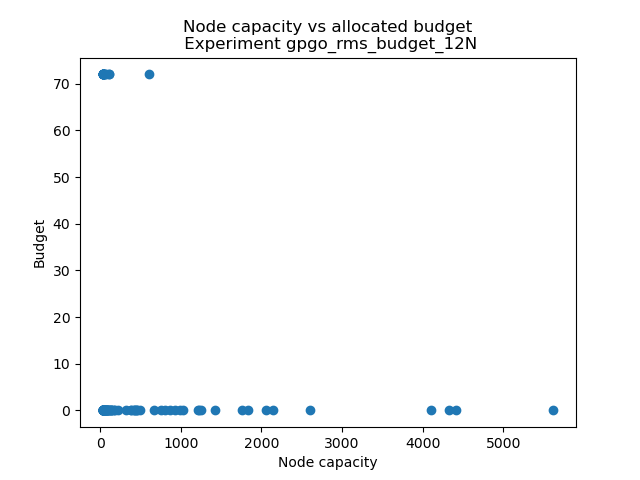 Node capacity vs allocated budget
Experiment gpgo_rms_budget_12N
70
60
50
40
30
20
10
0
Budget
0 1000 2000 3000 4000 5000
Node capacity